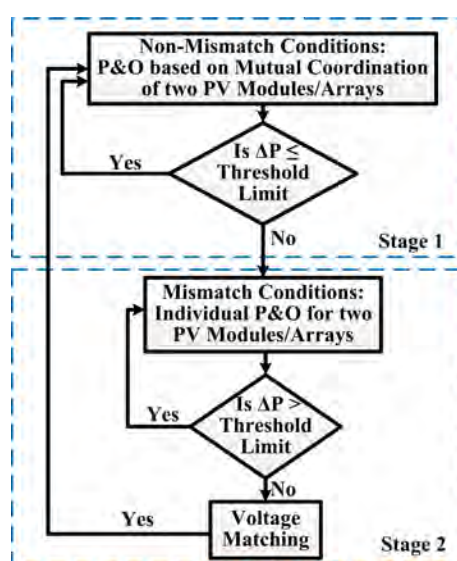 Non-Mismatch Conditions:
P&O based on Mutual Coordination
of two PV Modules/Arrays
Is ΔP ≤
Threshold
Limit
Yes
No
Stage 1
Mismatch Conditions:
Individual P&O for two
PV Modules/Arrays
Is ΔP >
Threshold
Limit
Yes
No
Voltage
Matching
Yes
Stage 2